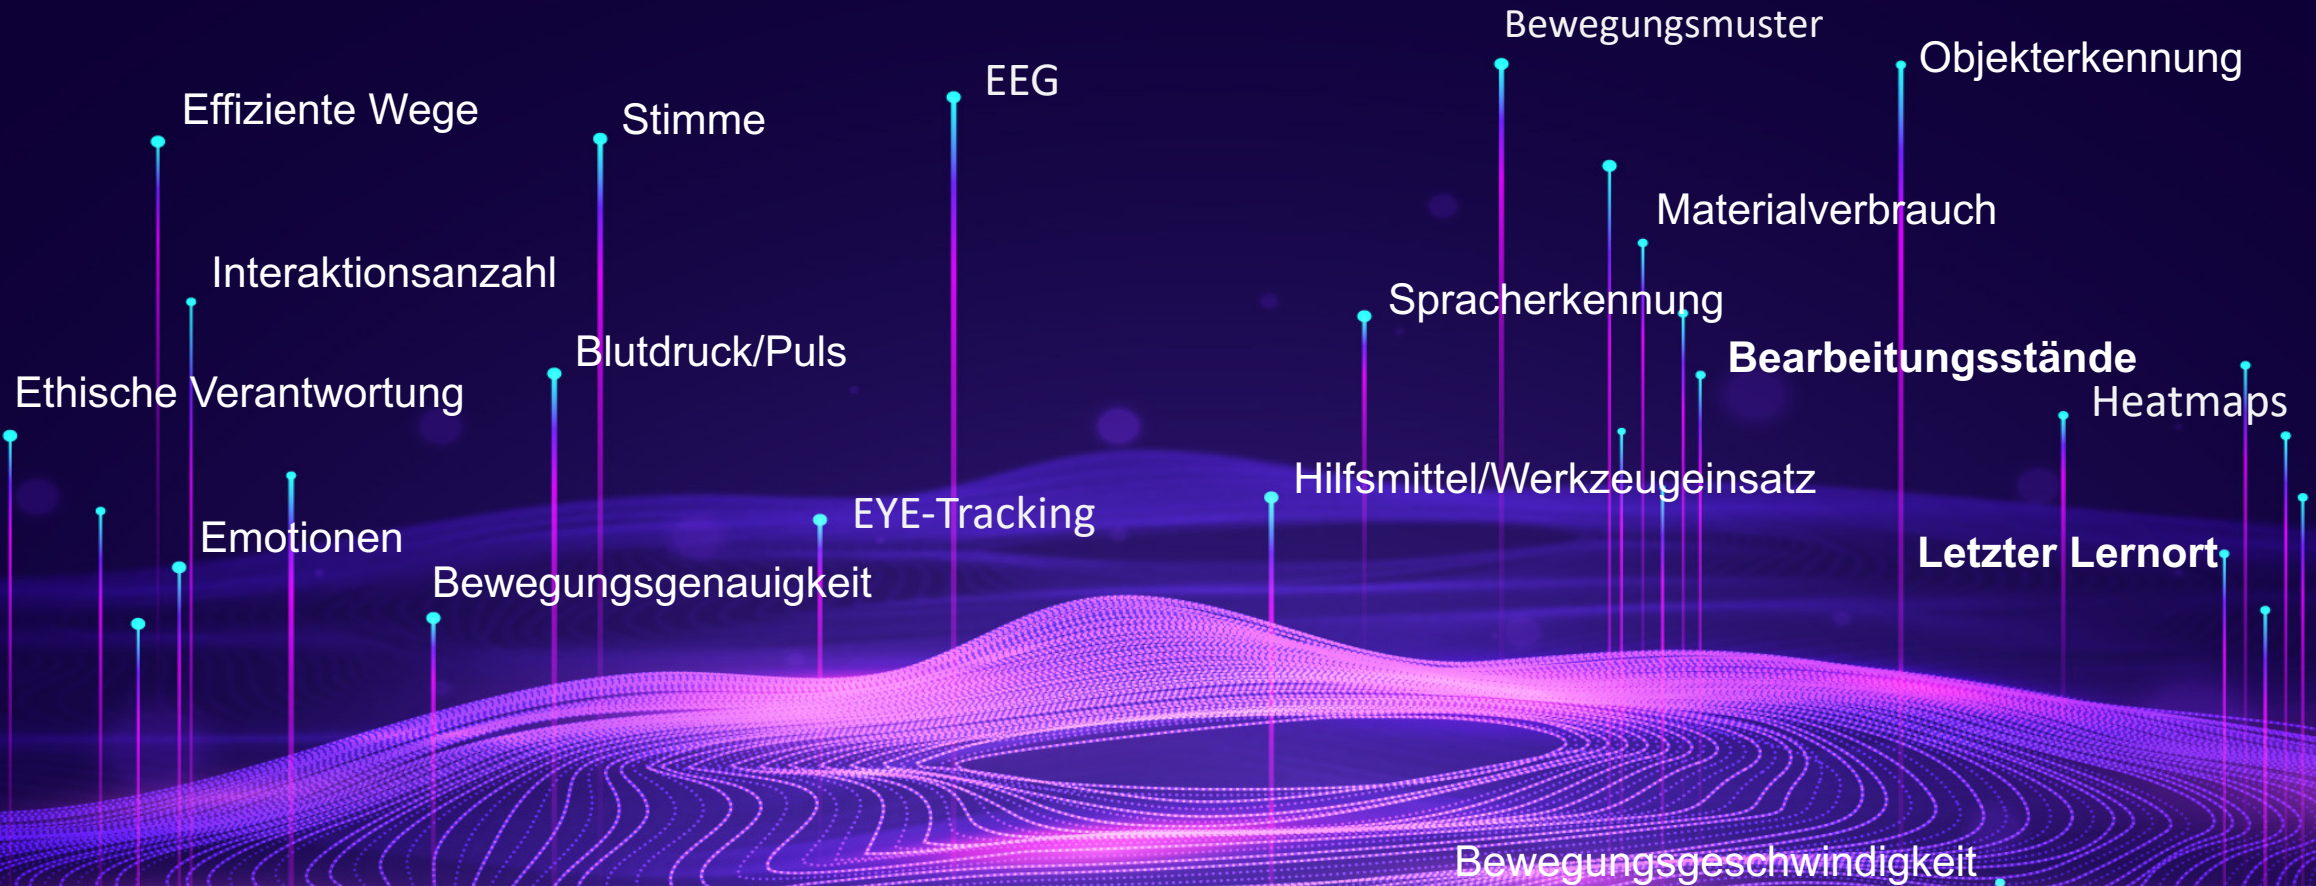 Bewegungsmuster
Objekterkennung
EEG
Effiziente Wege
Stimme
Materialverbrauch
Interaktionsanzahl
Spracherkennung
Blutdruck/Puls
Bearbeitungsstände
Ethische Verantwortung
Heatmaps
Hilfsmittel/Werkzeugeinsatz
EYE-Tracking
Emotionen
Letzter Lernort
Bewegungsgenauigkeit
Bewegungsgeschwindigkeit